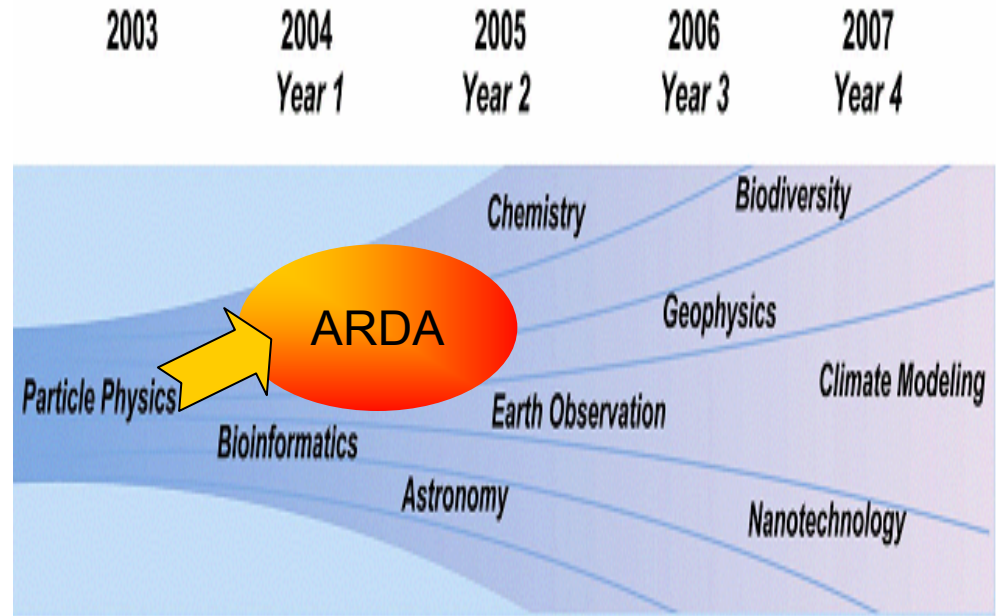 2003 2004 2005 2006 2007
Year 1 Year 2 Year 3 Year 4
Chemistry
Biodiversity
ARDA
Geophysics
Particle Physics
Climate Modeling
Earth Observation
Bioinformatics
Astronomy
Nanotechnology